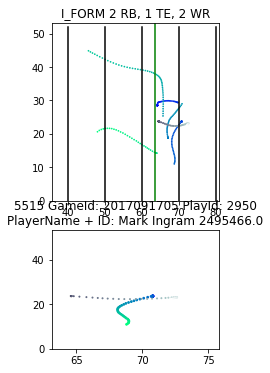 I_FORM 2 RB, 1 TE, 2 WR
50
40
30
20
10
0
40 50 60 70 80
5515 GameId: 2017091705 PlayId: 2950
PlayerName + ID: Mark Ingram 2495466.0
40
20
0
65 70 75